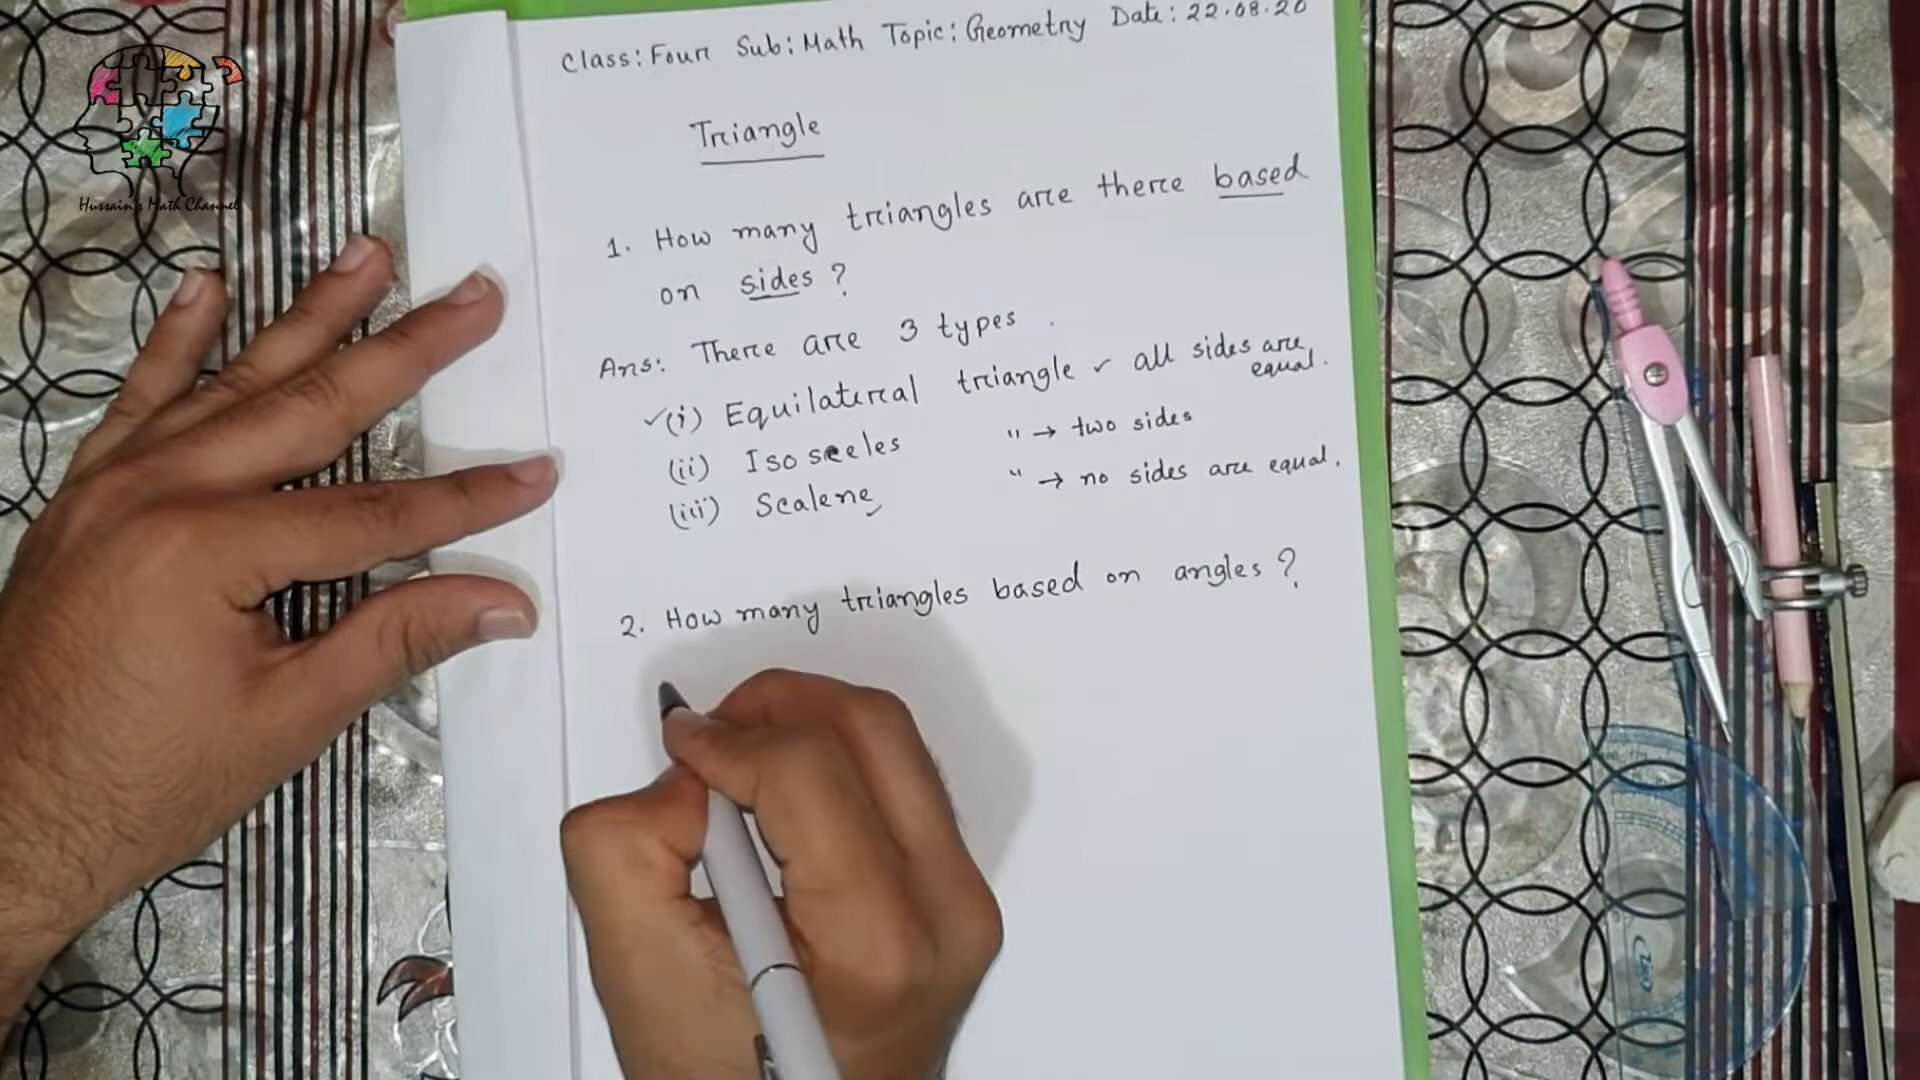 Class: Four Sub: Math Topic: Geometry Date: 22.08.20
Triangle
1. How many triangles are there based
on sides ?
Ans: There are 3 types .
(i) Equilateral triangle all sides are
equal.
(ii) Isoseeles " → two sides
(iii) Scalene " → no sides are equal.
2. How many triangles based on angles ?
Hussain's Math Channel